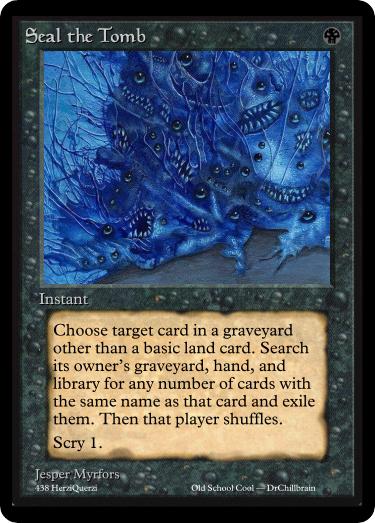 Seal the Tomb
Instant
Choose target card in a graveyard
other than a basic land card. Search
its owner's graveyard, hand, and
library for any number of cards with
the same name as that card and exile
them. Then that player shuffles.
Scry 1.
Jesper Myrfors
438 HerziQuerzi Old School Cool — DrChillbrain